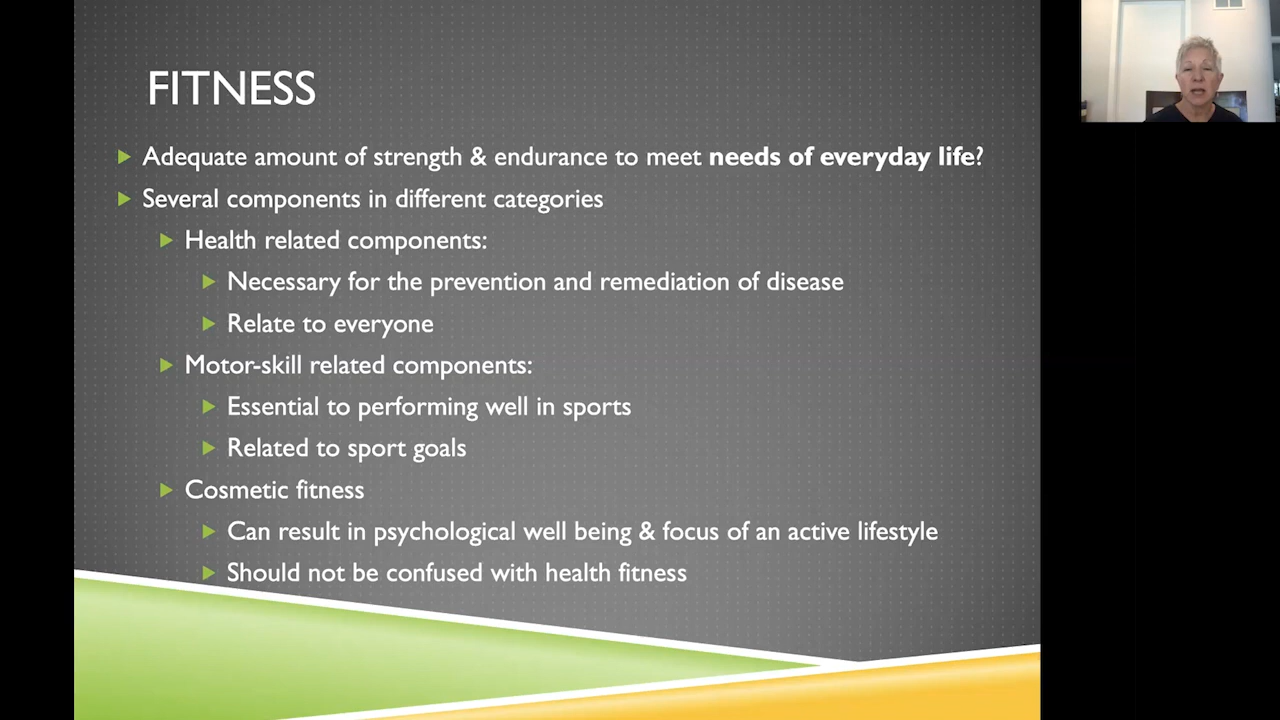 FITNESS
Adequate amount of strength & endurance to meet needs of everyday life?
Several components in different categories
Health related components:
Necessary for the prevention and remediation of disease
Relate to everyone
Motor-skill related components:
Essential to performing well in sports
Related to sport goals
Cosmetic fitness
Can result in psychological well being & focus of an active lifestyle
Should not be confused with health fitness